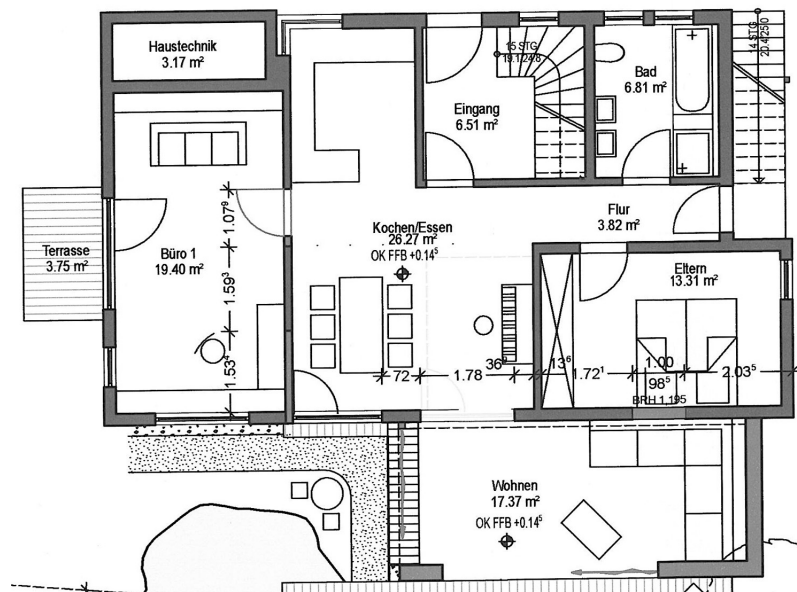 Haustechnik
3.17 m²
15 STG
19.1/24.8
Eingang
6.51 m²
Bad
6.81 m²
14 STG
20.4/25.0
Terrasse
3.75 m²
Büro 1
19.40 m²
1.07⁹
1.59³
1.53⁴
Kochen/Essen
26.27 m²
OK FFB +0.14⁵
Flur
3.82 m²
Eltern
13.31 m²
72
1.78
36⁹
13⁶
1.72¹
1.00
98⁵
2.03⁵
BRH 1,195
Wohnen
17.37 m²
OK FFB +0.14⁵